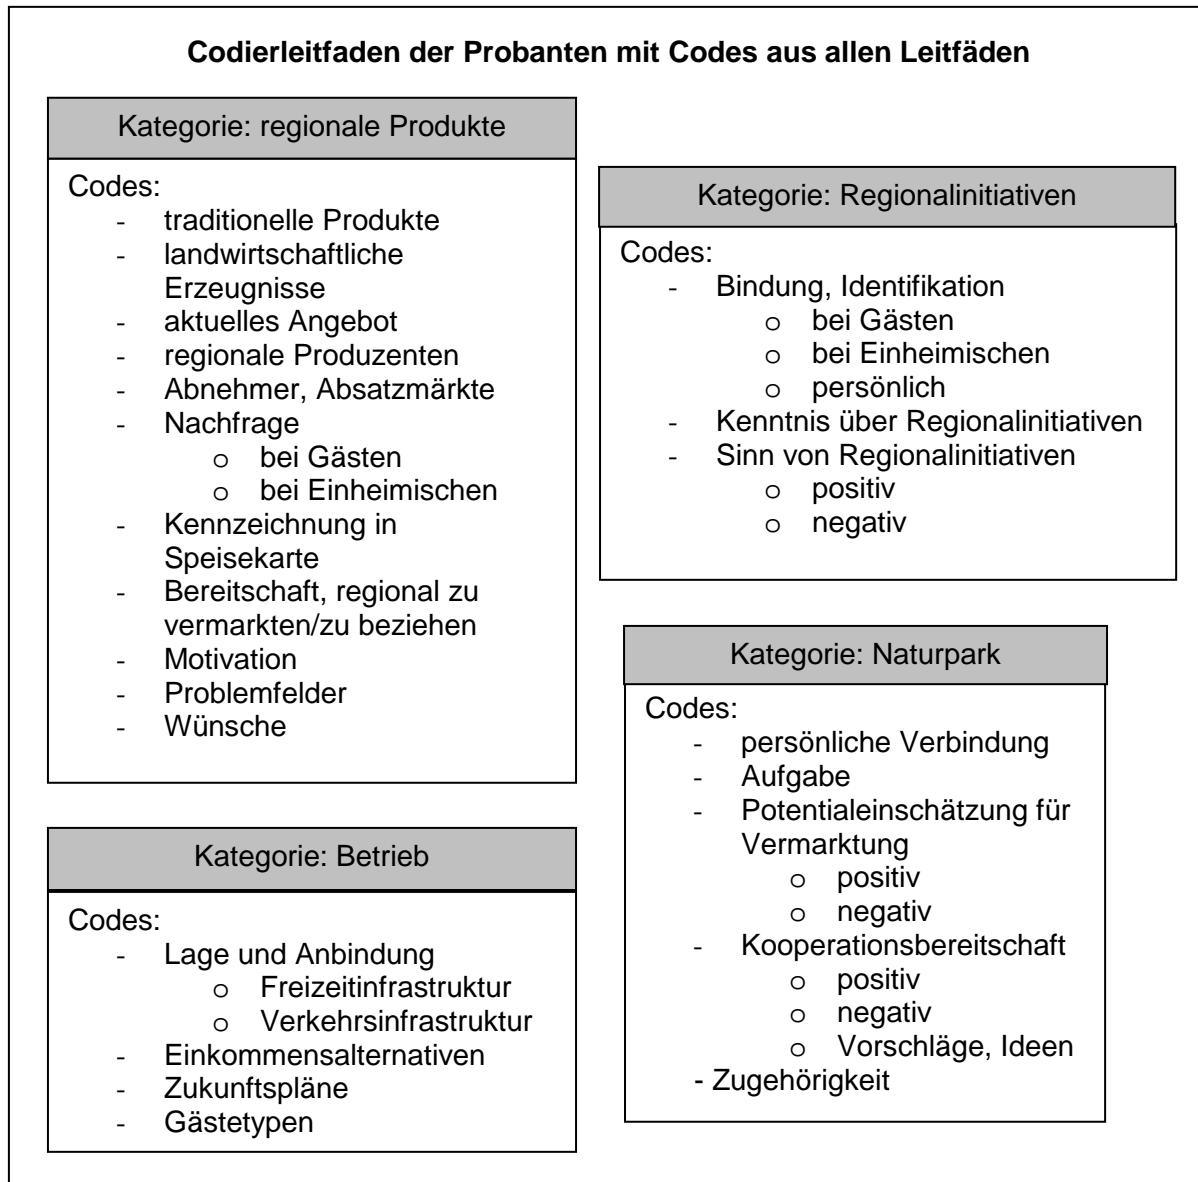 Codierleitfaden der Probanten mit Codes aus allen Leitfäden
Kategorie: regionale Produkte
Codes:
- traditionelle Produkte
- landwirtschaftliche
Erzeugnisse
- aktuelles Angebot
- regionale Produzenten
- Abnehmer, Absatzmärkte
- Nachfrage
o bei Gästen
o bei Einheimischen
- Kennzeichnung in
Speisekarte
- Bereitschaft, regional zu
vermarkten/zu beziehen
- Motivation
- Problemfelder
- Wünsche
Kategorie: Regionalinitiativen
Codes:
- Bindung, Identifikation
o bei Gästen
o bei Einheimischen
o persönlich
- Kenntnis über Regionalinitiativen
- Sinn von Regionalinitiativen
o positiv
o negativ
Kategorie: Betrieb
Codes:
- Lage und Anbindung
o Freizeitinfrastruktur
o Verkehrsinfrastruktur
- Einkommensalternativen
- Zukunftspläne
- Gästetypen
Kategorie: Naturpark
Codes:
- persönliche Verbindung
- Aufgabe
- Potentialeinschätzung für
Vermarktung
o positiv
o negativ
- Kooperationsbereitschaft
o positiv
o negativ
o Vorschläge, Ideen
- Zugehörigkeit